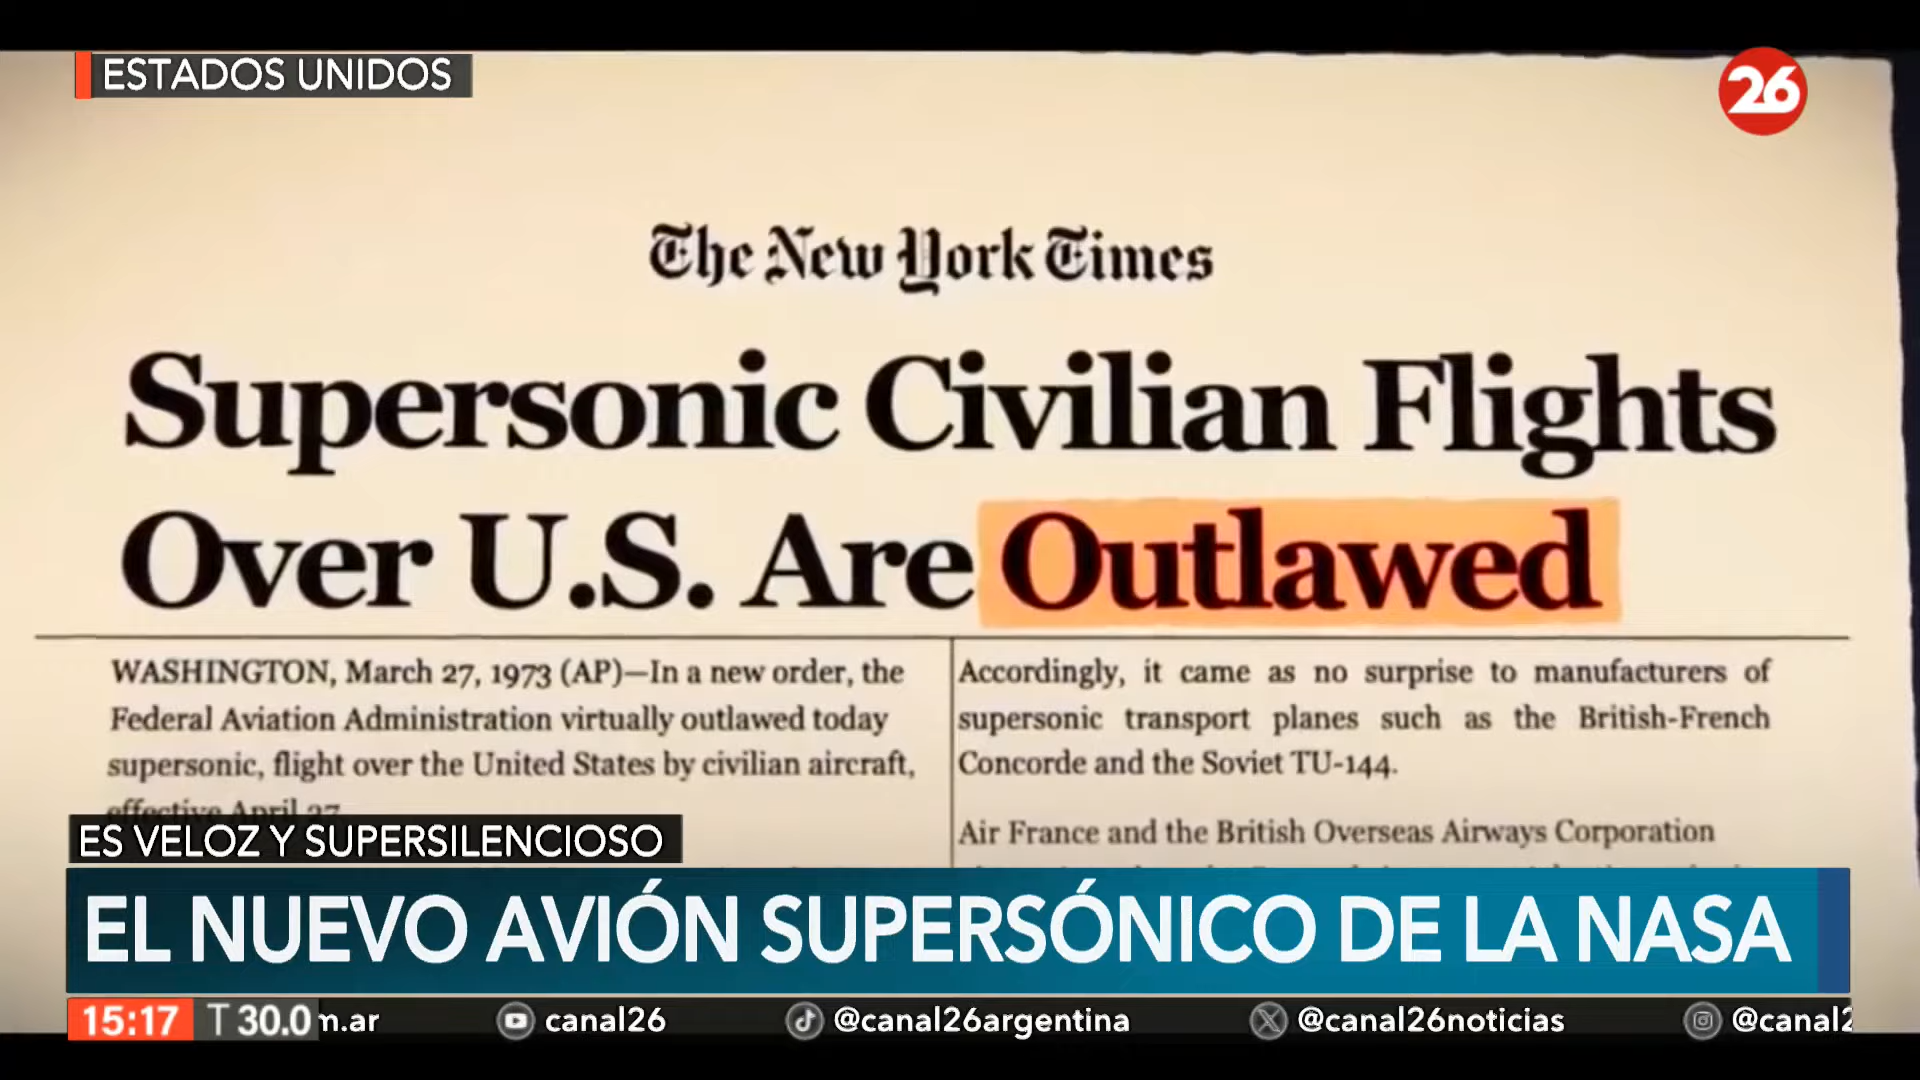 ESTADOS UNIDOS
26
The New York Times
Supersonic Civilian Flights
Over U.S. Are Outlawed
WASHINGTON, March 27, 1973 (AP)—In a new order, the
Federal Aviation Administration virtually outlawed today
supersonic, flight over the United States by civilian aircraft,
effective April 27
Accordingly, it came as no surprise to manufacturers of
supersonic transport planes such as the British-French
Concorde and the Soviet TU-144.
Air France and the British Overseas Airways Corporation
ES VELOZ Y SUPERSILENCIOSO
EL NUEVO AVIÓN SUPERSÓNICO DE LA NASA
15:17 T 30.0 m.ar canal26 @canal26argentina @canal26noticias @canal2